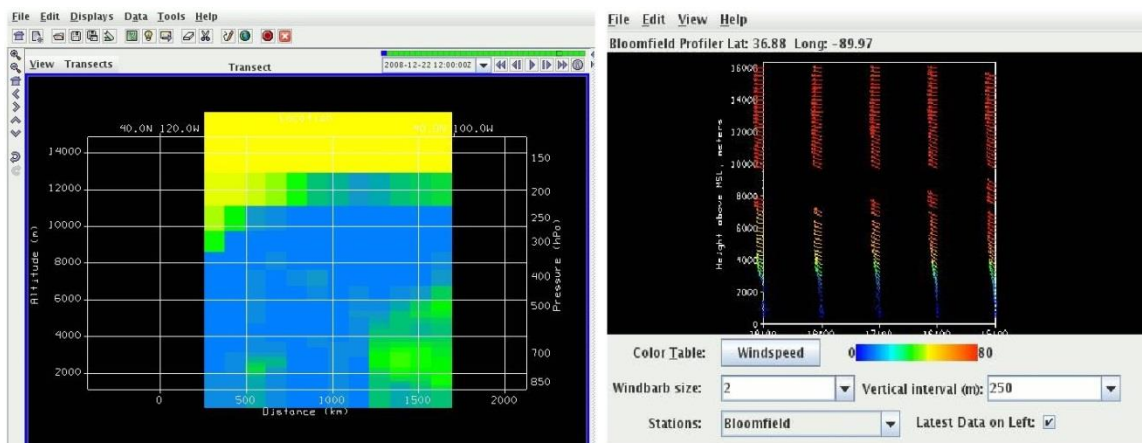 File Edit Displays Data Tools Help
View Transects
Transect
2008-12-22 12:00:00Z
40.0N 120.0W
40.0N 100.0W
14000
12000
10000
8000
6000
4000
2000
Altitude (m)
150
200
250
300
400
500
700
850
Pressure (hPa)
0
500
1000
1500
2000
Distance (km)
File Edit View Help
Bloomfield Profiler Lat: 36.88 Long: -89.97
16000
14000
12000
10000
8000
6000
4000
2000
0
Height above MSL, meters
Color Table: Windspeed 0 80
Windbarb size: 2 Vertical interval (m): 250
Stations: Bloomfield Latest Data on Left: